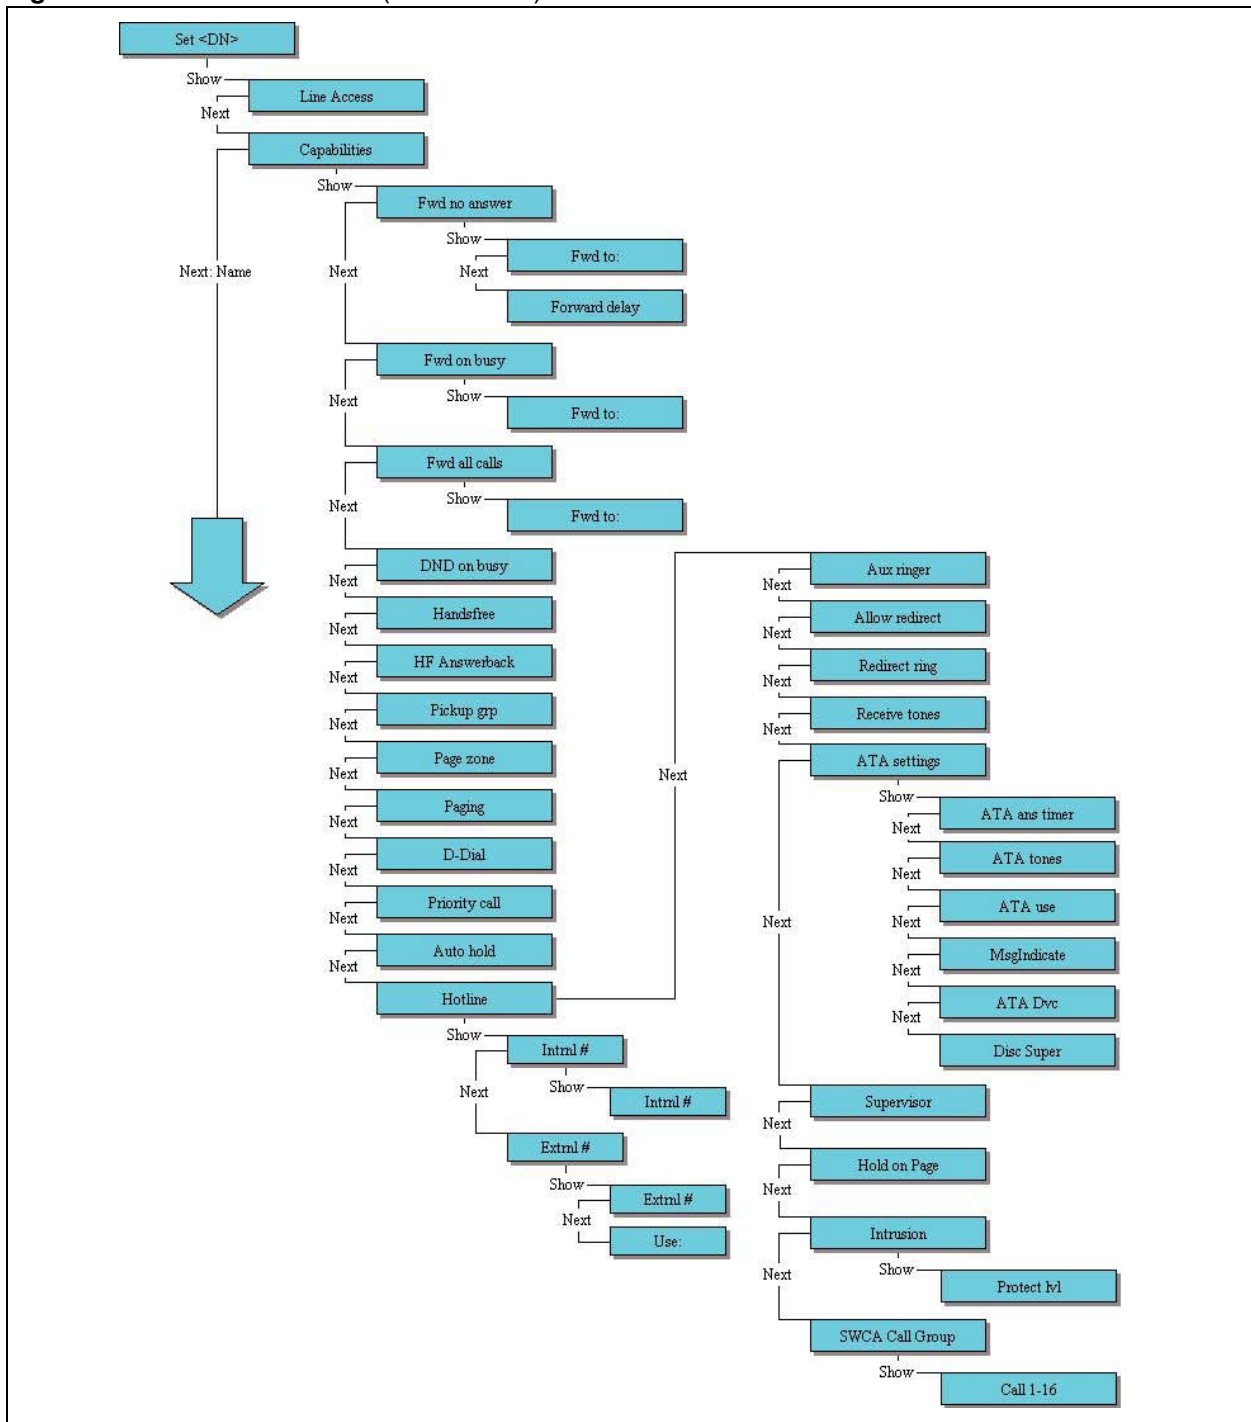 Set <DN>
Show
Line Access
Next
Capabilities
Show
Fwd no answer
Show
Fwd to:
Next
Forward delay
Next: Name
Next
Fwd on busy
Show
Fwd to:
Next
Fwd all calls
Show
Fwd to:
Next
DND on busy
Next
Handsfree
Next
HF Answerback
Next
Pickup grp
Next
Page zone
Next
Paging
Next
D-Dial
Next
Priority call
Next
Auto hold
Next
Hotline
Show
Intrnl #
Show
Intrnl #
Next
Extrnl #
Show
Extrnl #
Next
Use:
Next
Aux ringer
Next
Allow redirect
Next
Redirect ring
Next
Receive tones
Next
ATA settings
Show
ATA ans timer
Next
ATA tones
Next
ATA use
Next
MsgIndicate
Next
ATA Dvc
Next
Disc Super
Next
Supervisor
Next
Hold on Page
Next
Intrusion
Show
Protect lvl
Next
SWCA Call Group
Show
Call 1-16